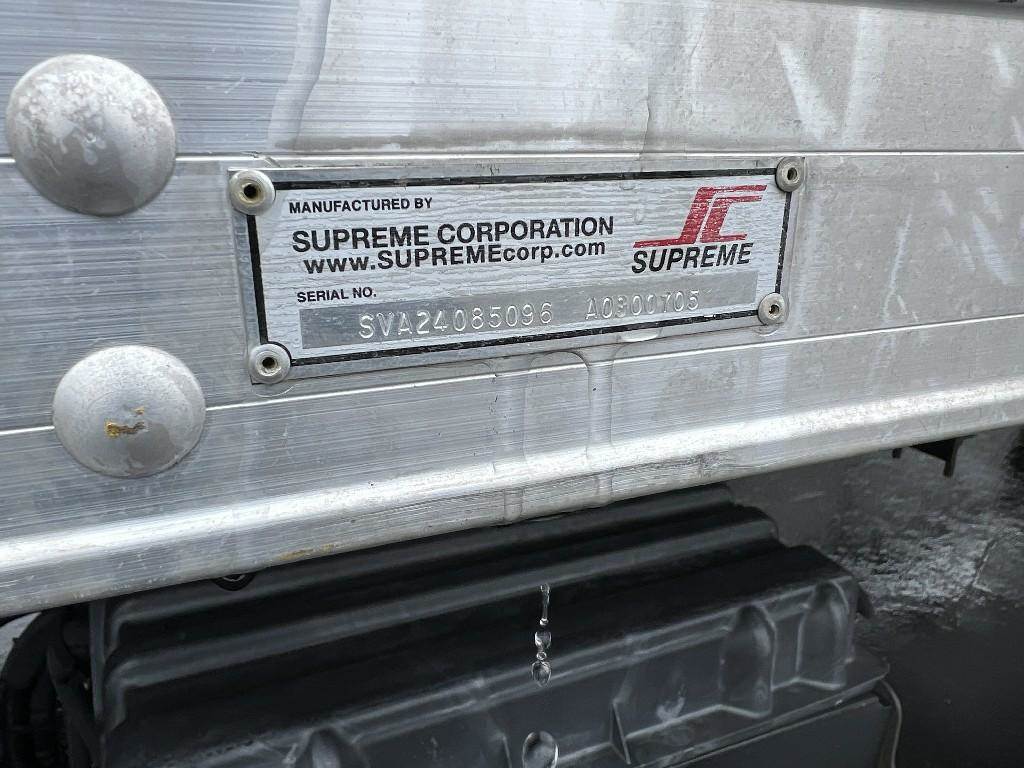 MANUFACTURED BY
SUPREME CORPORATION
www.SUPREMEcorp.com
SUPREME
SERIAL NO.
SVA24085096 A0300705